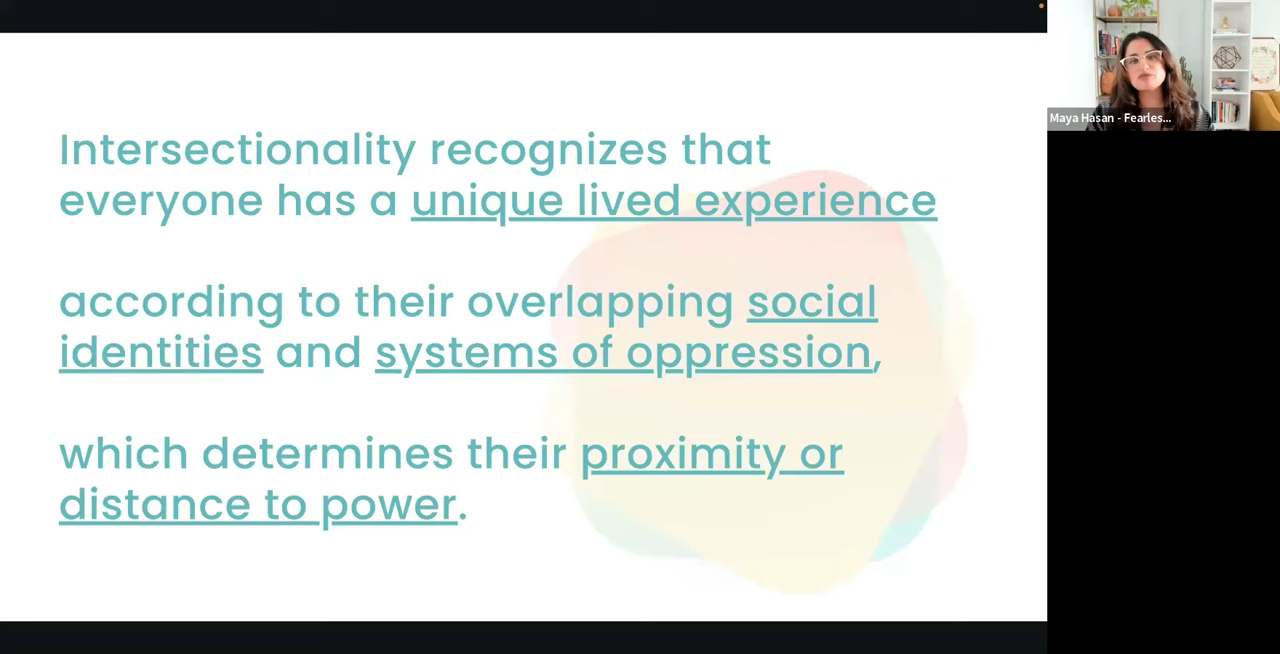 Intersectionality recognizes that
everyone has a unique lived experience
according to their overlapping social
identities and systems of oppression,
which determines their proximity or
distance to power.
Maya Hasan - Fearles...